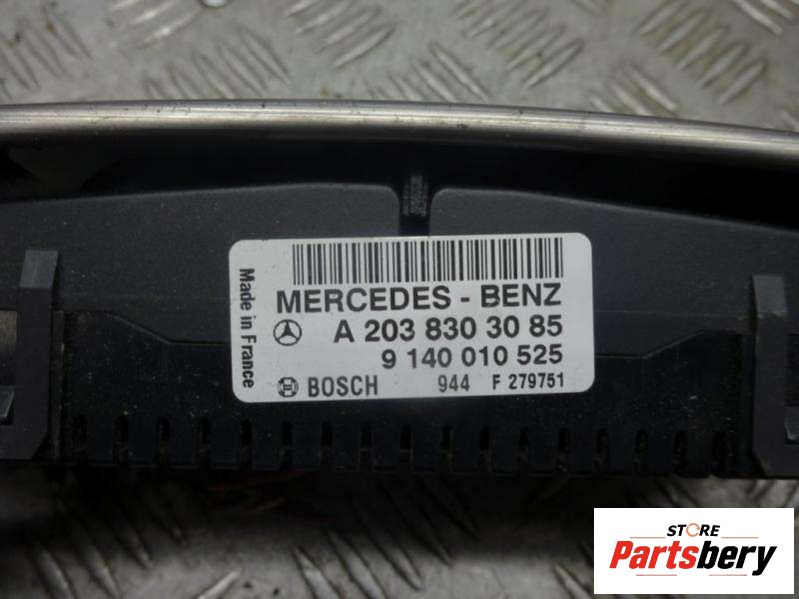 Made in France
MERCEDES - BENZ
A 203 830 30 85
9 140 010 525
BOSCH 944 F 279751
STORE
Partsbery